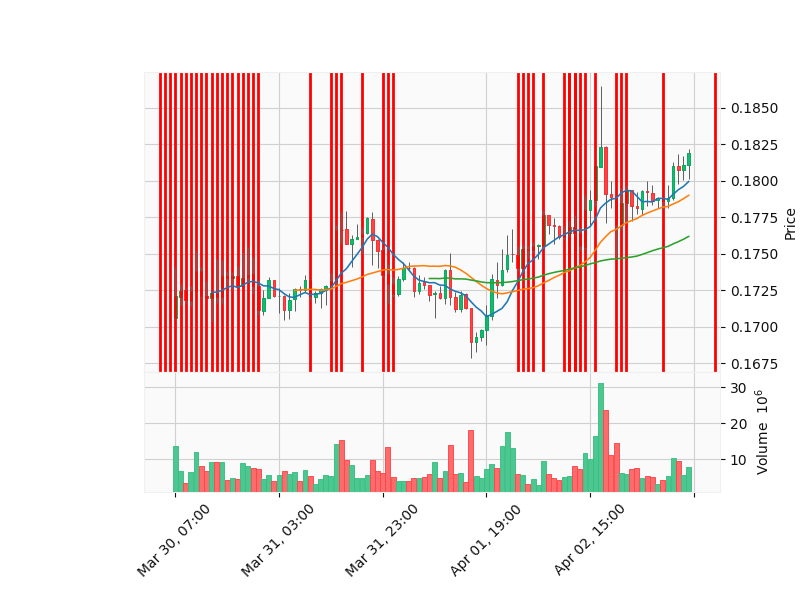 0.1850
0.1825
0.1800
0.1775
0.1750
0.1725
0.1700
0.1675
Price
30
20
10
Volume 10⁶
Mar 30, 07:00
Mar 31, 03:00
Mar 31, 23:00
Apr 01, 19:00
Apr 02, 15:00